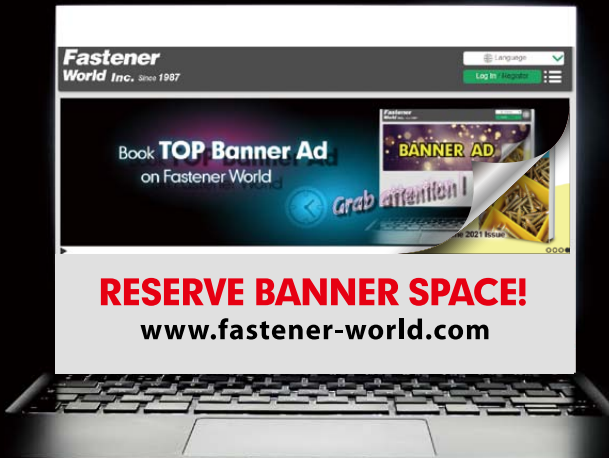 Fastener
World Inc. Since 1987
Language
Log In / Register
Book TOP Banner Ad
on Fastener World
Fastener
BANNER AD
Grab attention !
ne 2021 Issue
RESERVE BANNER SPACE!
www.fastener-world.com